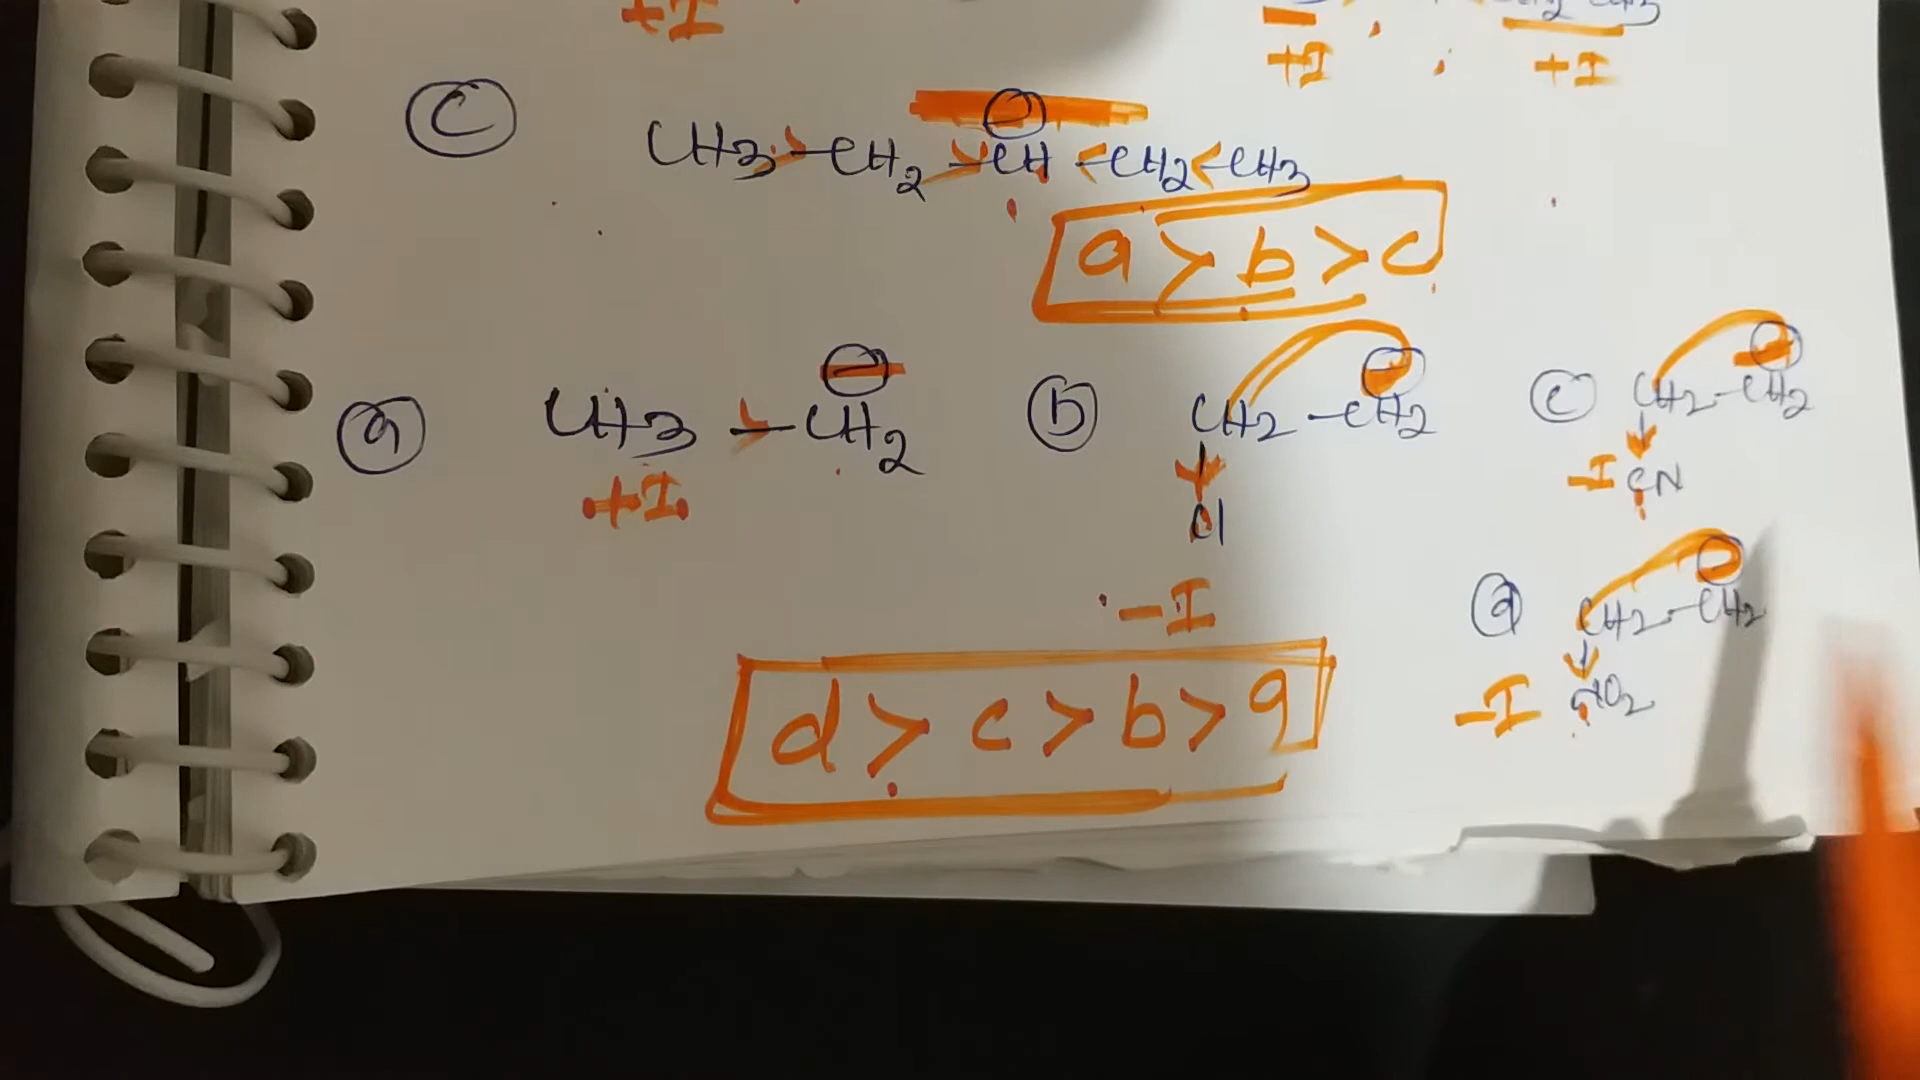 +I
+I
+I
c CH3-CH2-CH-CH2-CH3
a > b > c
a CH3-CH2
+I
b CH2-CH2
Cl
-I
c CH2-CH2
-I CN
d CH2-CH2
-I NO2
d > c > b > a